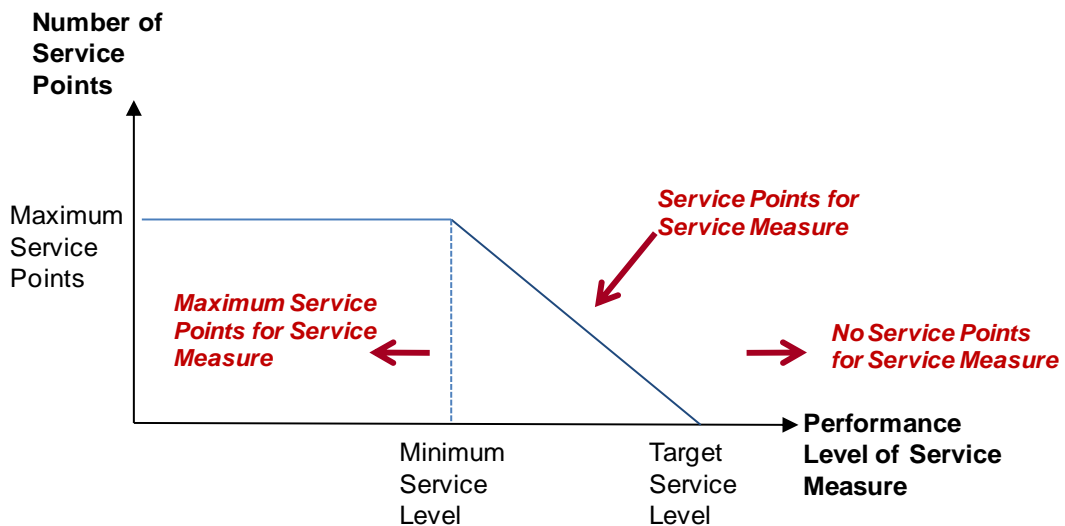 Number of
Service
Points
Maximum
Service
Points
Service Points for
Service Measure
Maximum Service
Points for Service
Measure
No Service Points
for Service Measure
Minimum
Service
Level
Target
Service
Level
Performance
Level of Service
Measure